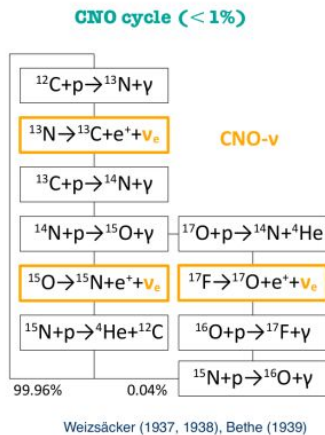 CNO cycle (< 1%)
¹²C+p→¹³N+γ
¹³N→¹³C+e⁺+νₑ
CNO-ν
¹³C+p→¹⁴N+γ
¹⁴N+p→¹⁵O+γ
¹⁷O+p→¹⁴N+⁴He
¹⁵O→¹⁵N+e⁺+νₑ
¹⁷F→¹⁷O+e⁺+νₑ
¹⁵N+p→⁴He+¹²C
¹⁶O+p→¹⁷F+γ
¹⁵N+p→¹⁶O+γ
99.96%
0.04%
Weizsäcker (1937, 1938), Bethe (1939)